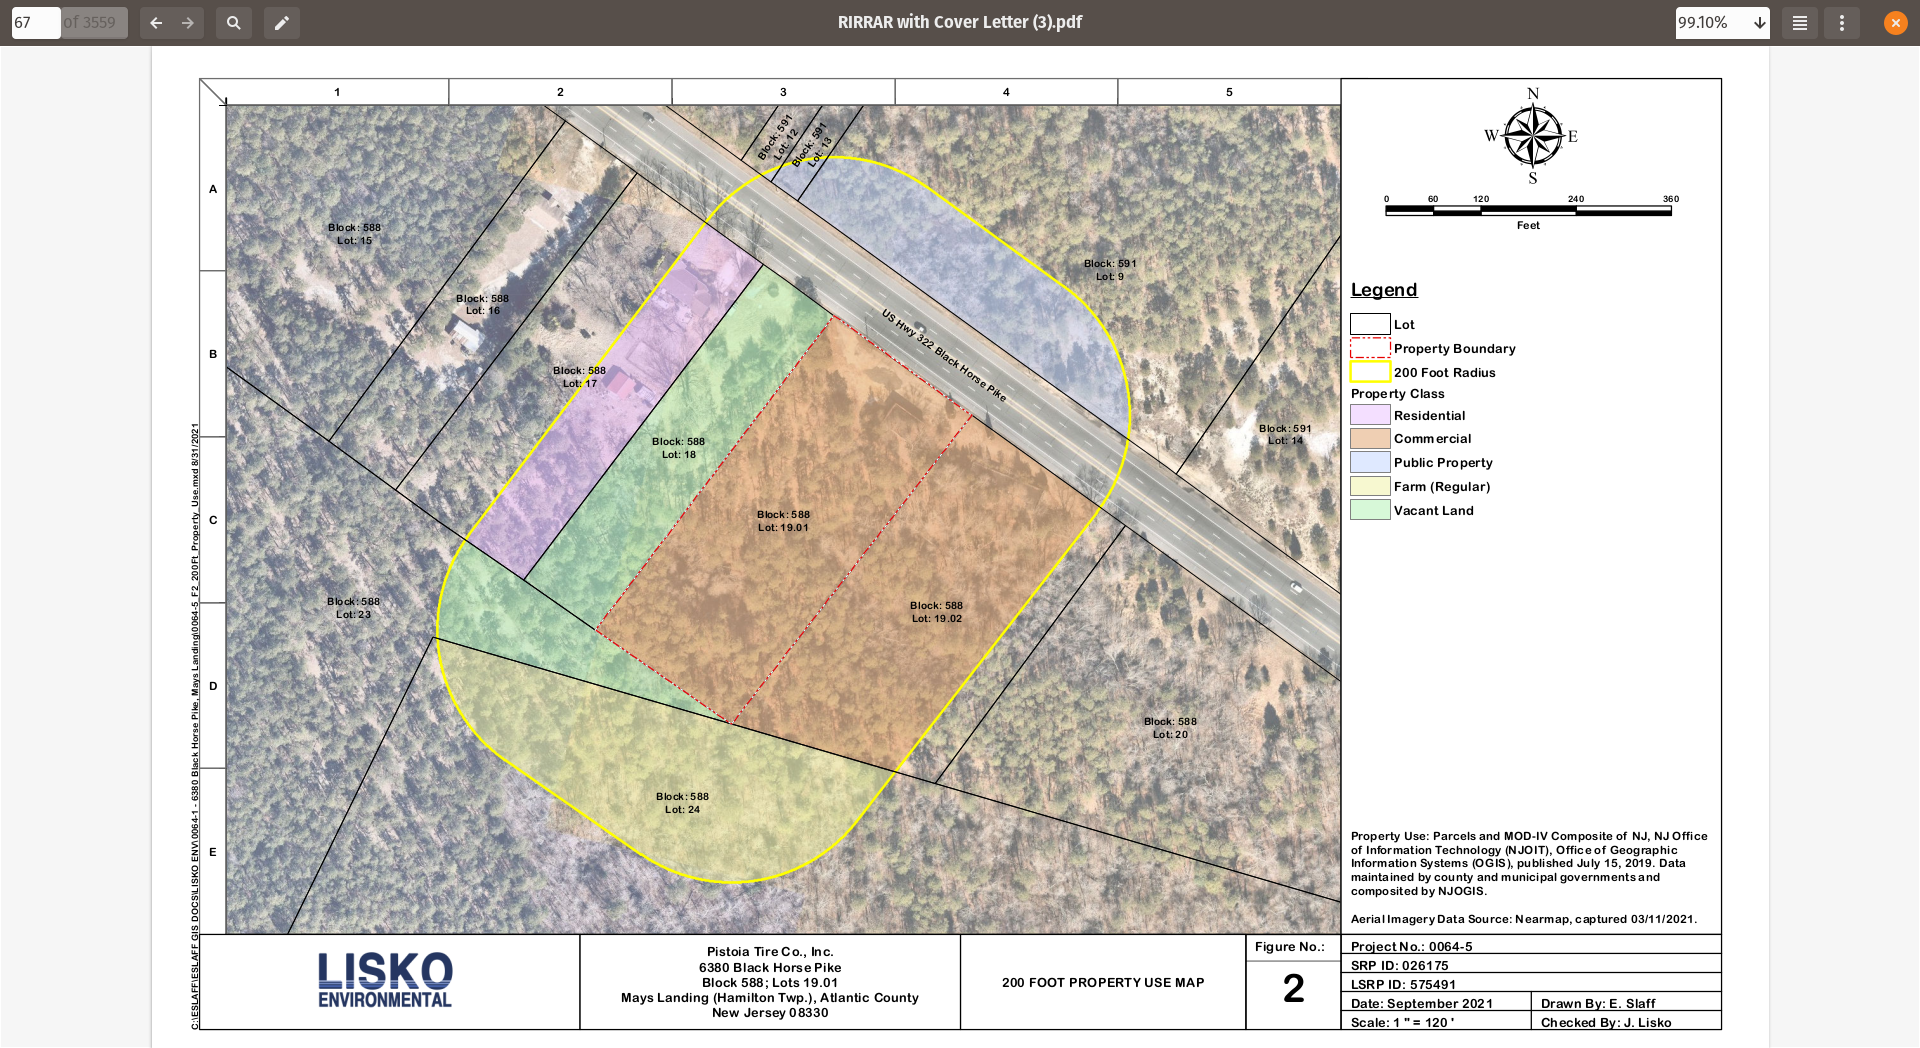 67
of 3559
RIRRAR with Cover Letter (3).pdf
99.10%
1
2
3
4
5
A
B
C
D
E
Block: 591
Lot: 12
Block: 591
Lot: 13
Block: 588
Lot: 15
Block: 588
Lot: 16
Block: 591
Lot: 9
US Hwy 322 Black Horse Pike
Block: 588
Lot: 17
Block: 588
Lot: 18
Block: 591
Lot: 14
Block: 588
Lot: 19.01
Block: 588
Lot: 23
Block: 588
Lot: 19.02
Block: 588
Lot: 20
Block: 588
Lot: 24
C:\ESLAFF\ESLAFF GIS DOCS\LISKO ENV\0064-1 - 6380 Black Horse Pike, Mays Landing\0064-5_F2_200Ft_Property_Use.mxd 8/31/2021
N
W
E
S
0 60 120 240 360
Feet
Legend
Lot
Property Boundary
200 Foot Radius
Property Class
Residential
Commercial
Public Property
Farm (Regular)
Vacant Land
Property Use: Parcels and MOD-IV Composite of NJ, NJ Office
of Information Technology (NJOIT), Office of Geographic
Information Systems (OGIS), published July 15, 2019. Data
maintained by county and municipal governments and
composited by NJOGIS.
Aerial Imagery Data Source: Nearmap, captured 03/11/2021.
LISKO
ENVIRONMENTAL
Pistoia Tire Co., Inc.
6380 Black Horse Pike
Block 588; Lots 19.01
Mays Landing (Hamilton Twp.), Atlantic County
New Jersey 08330
200 FOOT PROPERTY USE MAP
Figure No.:
2
Project No.: 0064-5
SRP ID: 026175
LSRP ID: 575491
Date: September 2021
Drawn By: E. Slaff
Scale: 1 " = 120 '
Checked By: J. Lisko